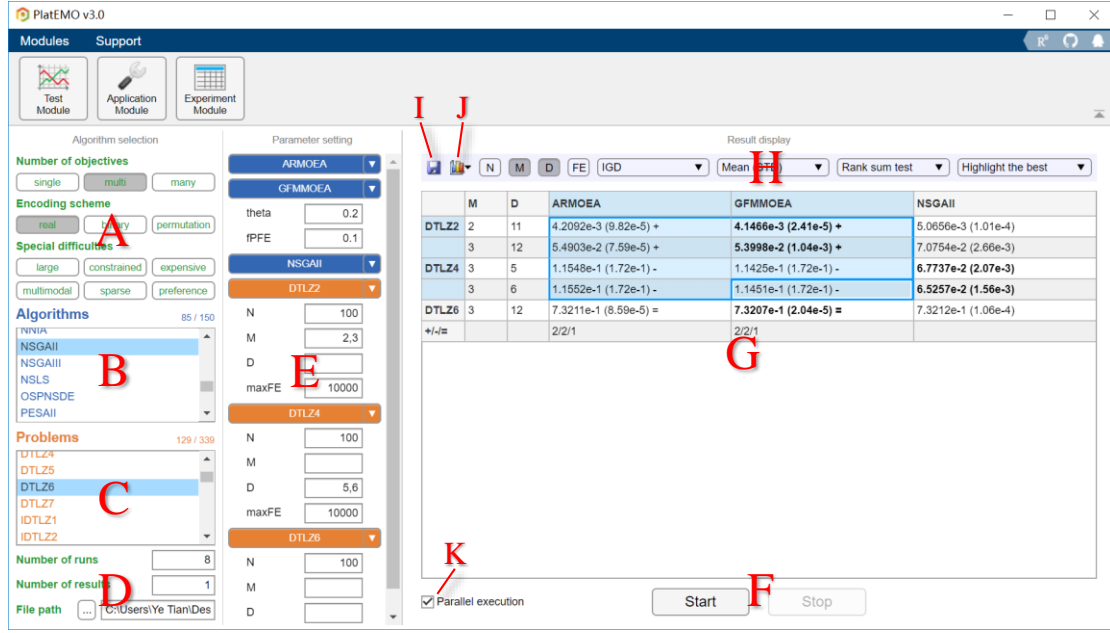 PlatEMO v3.0
Modules Support
Test Module
Application Module
Experiment Module
I J
Algorithm selection
Number of objectives
single multi many
Encoding scheme
real binary permutation
A
Special difficulties
large constrained expensive
multimodal sparse preference
Algorithms 85 / 150
NNIA
NSGAII
NSGAIII
NSLS
OSPNSDE
PESAII
B
Problems 129 / 339
DTLZ4
DTLZ5
DTLZ6
DTLZ7
IDTLZ1
IDTLZ2
C
Number of runs 8
Number of results 1
File path ... C:\Users\Ye Tian\Des
D
Parameter setting
ARMOEA
GFMMOEA
theta 0.2
fPFE 0.1
NSGAII
DTLZ2
N 100
M 2,3
D
maxFE 10000
E
DTLZ4
N 100
M
D 5,6
maxFE 10000
DTLZ6
N 100
M
D
Result display
N M D FE IGD Mean (STD) Rank sum test Highlight the best
H
M D ARMOEA GFMMOEA NSGAII
DTLZ2 2 11 4.2092e-3 (9.82e-5) + 4.1466e-3 (2.41e-5) + 5.0656e-3 (1.01e-4)
3 12 5.4903e-2 (7.59e-5) + 5.3998e-2 (1.04e-3) + 7.0754e-2 (2.66e-3)
DTLZ4 3 5 1.1548e-1 (1.72e-1) - 1.1425e-1 (1.72e-1) - 6.7737e-2 (2.07e-3)
3 6 1.1552e-1 (1.72e-1) - 1.1451e-1 (1.72e-1) - 6.5257e-2 (1.56e-3)
DTLZ6 3 12 7.3211e-1 (8.59e-5) = 7.3207e-1 (2.04e-5) = 7.3212e-1 (1.06e-4)
+/-/= 2/2/1 2/2/1
G
K
Parallel execution
Start Stop
F